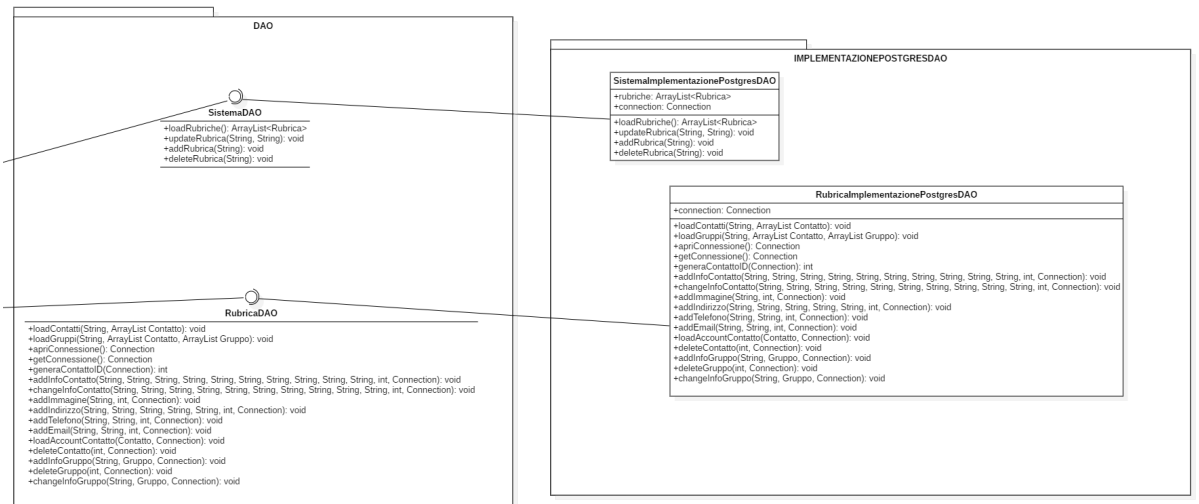 DAO
SistemaDAO
+loadRubriche(): ArrayList<Rubrica>
+updateRubrica(String, String): void
+addRubrica(String): void
+deleteRubrica(String): void
RubricaDAO
+loadContatti(String, ArrayList Contatto): void
+loadGruppi(String, ArrayList Contatto, ArrayList Gruppo): void
+apriConnessione(): Connection
+getConnessione(): Connection
+generaContattoID(Connection): int
+addInfoContatto(String, String, String, String, String, String, String, String, String, int, Connection): void
+changeInfoContatto(String, String, String, String, String, String, String, String, String, String, int, Connection): void
+addImmagine(String, int, Connection): void
+addIndirizzo(String, String, String, String, String, int, Connection): void
+addTelefono(String, String, int, Connection): void
+addEmail(String, String, int, Connection): void
+loadAccountContatto(Contatto, Connection): void
+deleteContatto(int, Connection): void
+addInfoGruppo(String, Gruppo, Connection): void
+deleteGruppo(int, Connection): void
+changeInfoGruppo(String, Gruppo, Connection): void
IMPLEMENTAZIONEPOSTGRESDAO
SistemaImplementazionePostgresDAO
+rubriche: ArrayList<Rubrica>
+connection: Connection
+loadRubriche(): ArrayList<Rubrica>
+updateRubrica(String, String): void
+addRubrica(String): void
+deleteRubrica(String): void
RubricaImplementazionePostgresDAO
+connection: Connection
+loadContatti(String, ArrayList Contatto): void
+loadGruppi(String, ArrayList Contatto, ArrayList Gruppo): void
+apriConnessione(): Connection
+getConnessione(): Connection
+generaContattoID(Connection): int
+addInfoContatto(String, String, String, String, String, String, String, String, String, int, Connection): void
+changeInfoContatto(String, String, String, String, String, String, String, String, String, String, int, Connection): void
+addImmagine(String, int, Connection): void
+addIndirizzo(String, String, String, String, String, int, Connection): void
+addTelefono(String, String, int, Connection): void
+addEmail(String, String, int, Connection): void
+loadAccountContatto(Contatto, Connection): void
+deleteContatto(int, Connection): void
+addInfoGruppo(String, Gruppo, Connection): void
+deleteGruppo(int, Connection): void
+changeInfoGruppo(String, Gruppo, Connection): void